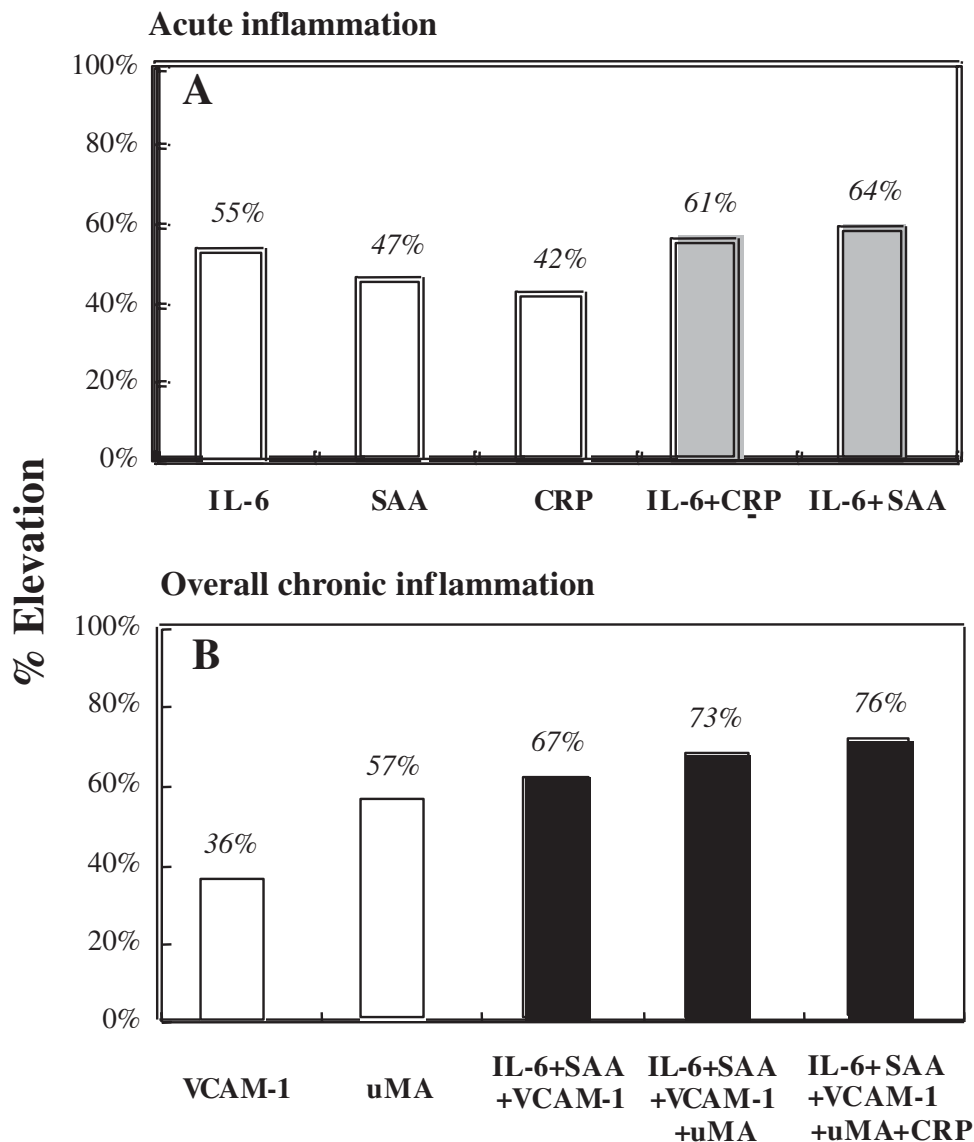 Acute inflammation
100%
A
80%
60%
40%
20%
0%
55%
47%
42%
61%
64%
IL-6
SAA
CRP
IL-6+CRP
IL-6+SAA
% Elevation
Overall chronic inflammation
100%
B
80%
60%
40%
20%
0%
36%
57%
67%
73%
76%
VCAM-1
uMA
IL-6+SAA
+VCAM-1
IL-6+SAA
+VCAM-1
+uMA
IL-6+SAA
+VCAM-1
+uMA+CRP